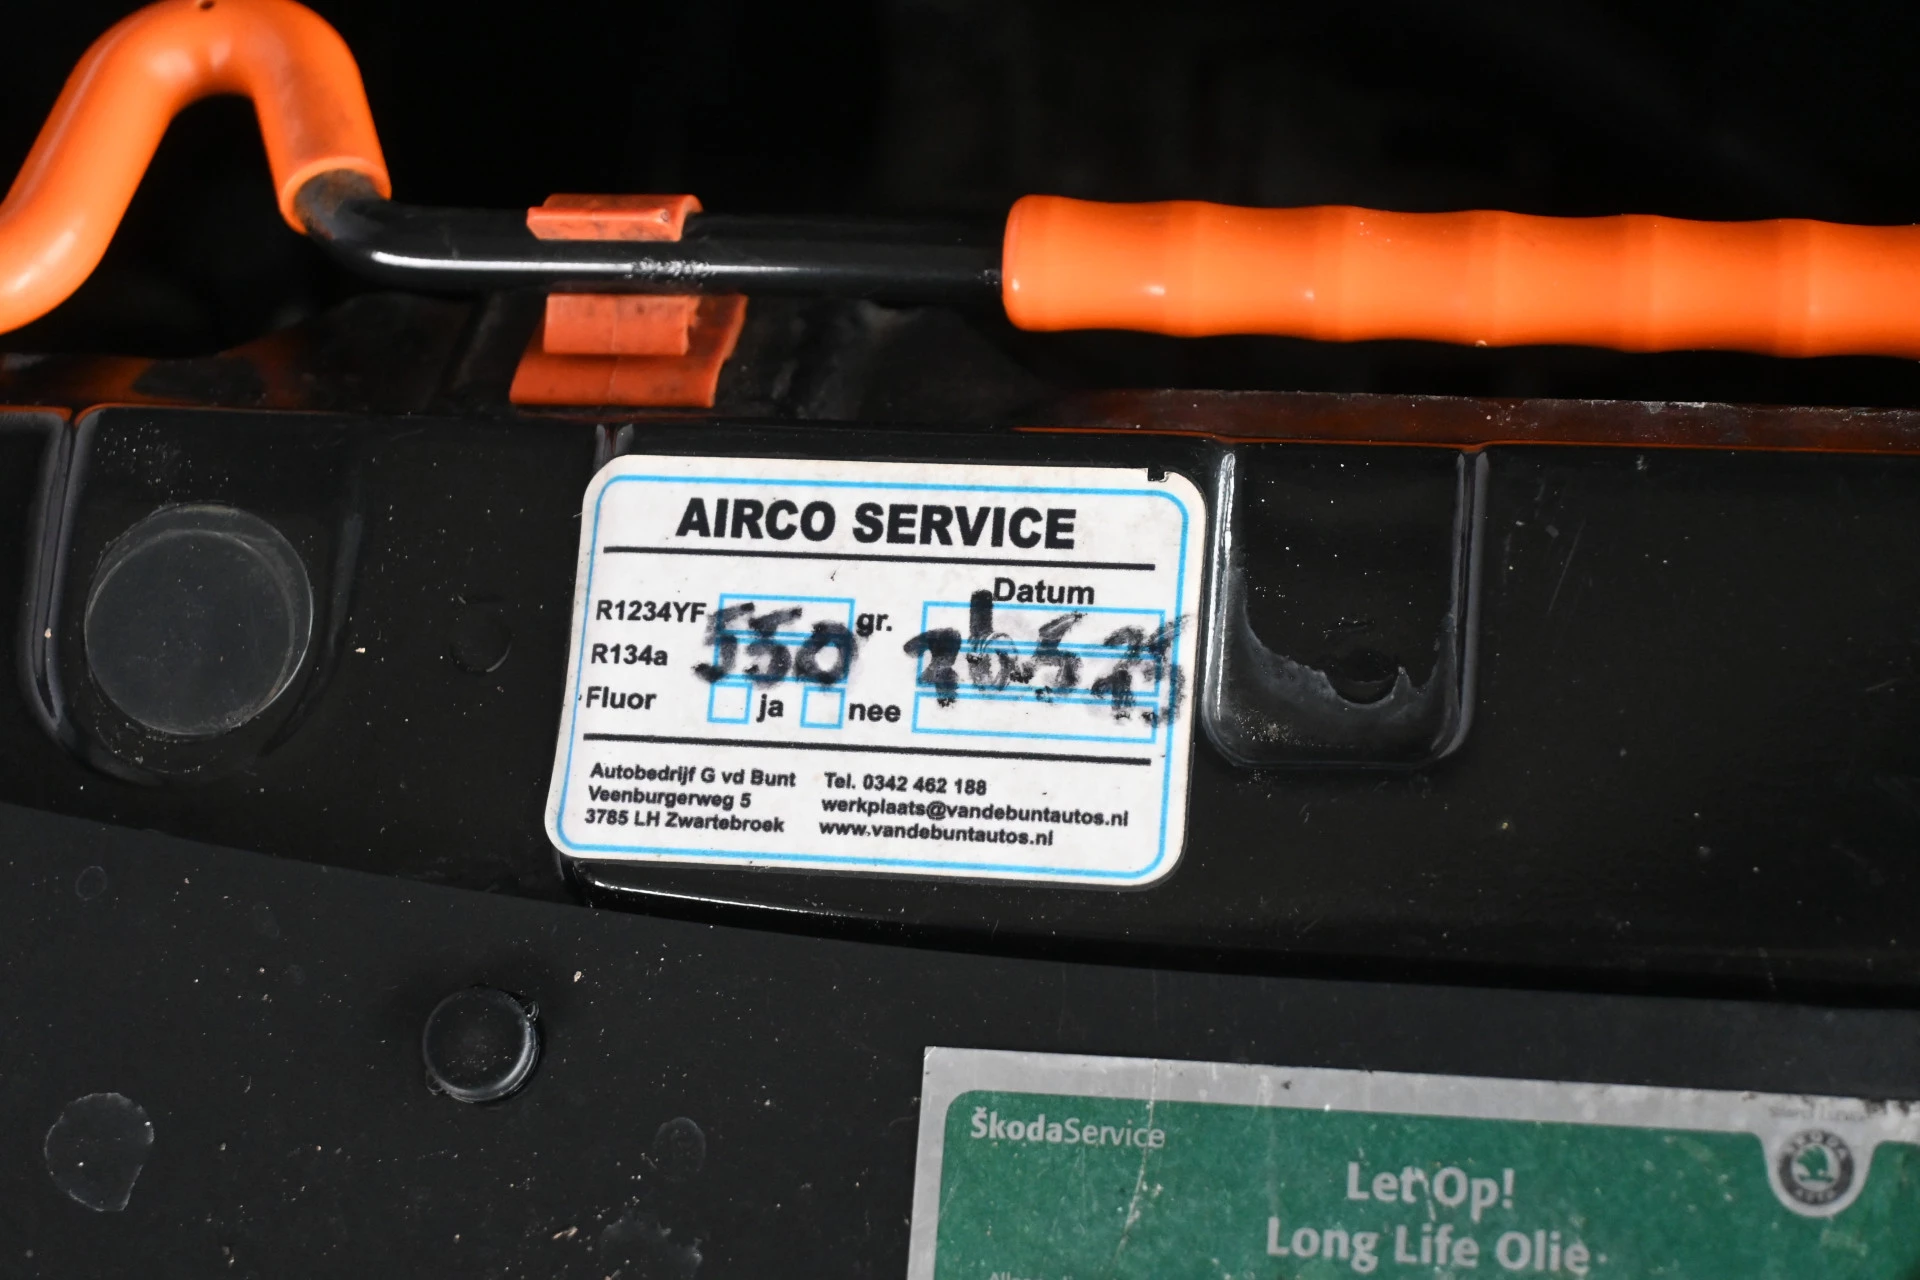 AIRCO SERVICE
Datum
R1234YF gr.
R134a 550
Fluor ja nee
Autobedrijf G vd Bunt Tel. 0342 462 188
Veenburgerweg 5 werkplaats@vandebuntautos.nl
3785 LH Zwartebroek www.vandebuntautos.nl
ŠkodaService
Let Op!
Long Life Olie